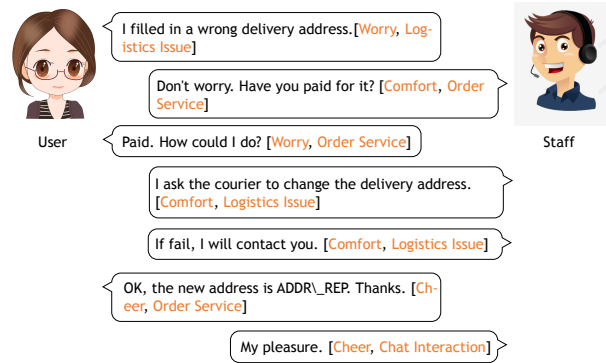 I filled in a wrong delivery address.[Worry, Log-
istics Issue]
Don't worry. Have you paid for it? [Comfort, Order
Service]
User
Paid. How could I do? [Worry, Order Service]
Staff
I ask the courier to change the delivery address.
[Comfort, Logistics Issue]
If fail, I will contact you. [Comfort, Logistics Issue]
OK, the new address is ADDR\_REP. Thanks. [Ch-
eer, Order Service]
My pleasure. [Cheer, Chat Interaction]